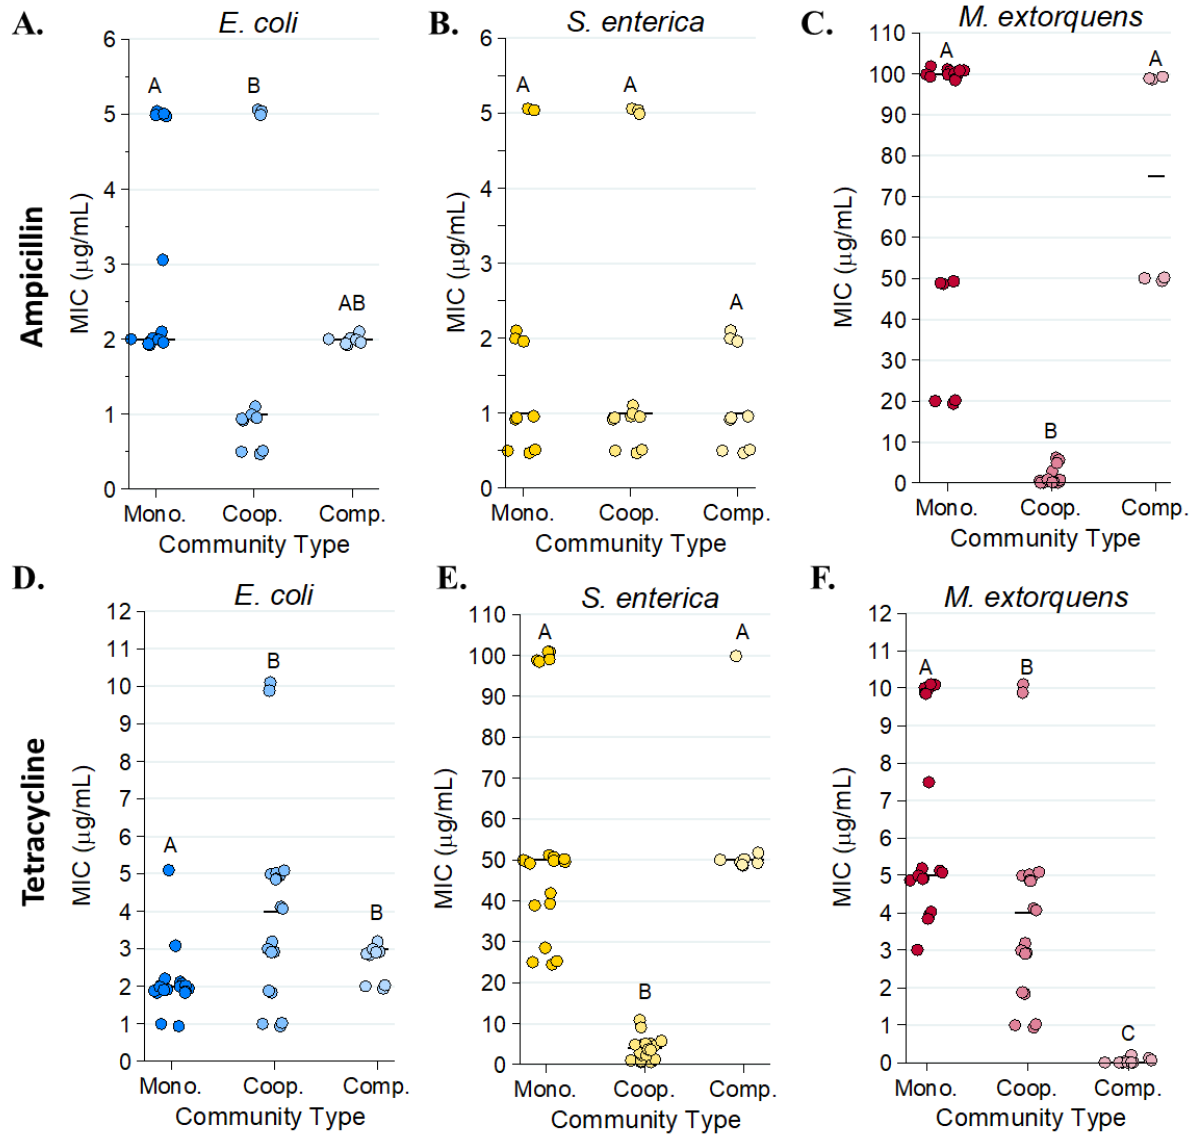 A.
E. coli
B.
S. enterica
C.
M. extorquens
Ampicillin
MIC (μg/mL)
6
5
4
3
2
1
0
A
B
AB
Mono.
Coop.
Comp.
Community Type
MIC (μg/mL)
6
5
4
3
2
1
0
A
A
A
Mono.
Coop.
Comp.
Community Type
MIC (μg/mL)
110
100
90
80
70
60
50
40
30
20
10
0
A
B
A
Mono.
Coop.
Comp.
Community Type
D.
E. coli
E.
S. enterica
F.
M. extorquens
Tetracycline
MIC (μg/mL)
12
11
10
9
8
7
6
5
4
3
2
1
0
A
B
B
Mono.
Coop.
Comp.
Community Type
MIC (μg/mL)
110
100
90
80
70
60
50
40
30
20
10
0
A
B
A
Mono.
Coop.
Comp.
Community Type
MIC (μg/mL)
12
11
10
9
8
7
6
5
4
3
2
1
0
A
B
C
Mono.
Coop.
Comp.
Community Type